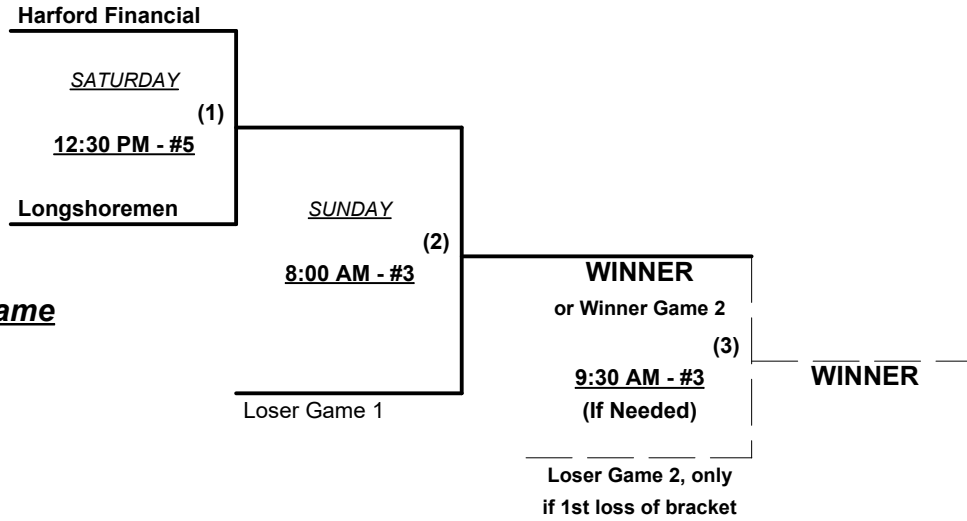 Harford Financial
SATURDAY
(1)
12:30 PM - #5
Longshoremen
SUNDAY
(2)
8:00 AM - #3
WINNER
or Winner Game 2
ame
(3)
9:30 AM - #3
WINNER
(If Needed)
Loser Game 1
Loser Game 2, only
if 1st loss of bracket